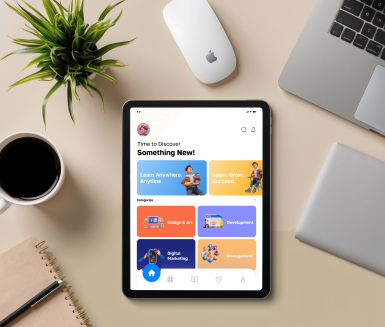 Time to Discover
Something New!
Learn Anywhere,
Anytime
Learn. Grow.
Succeed.
Categories
Design & Art
Development
Digital
Marketing
Management